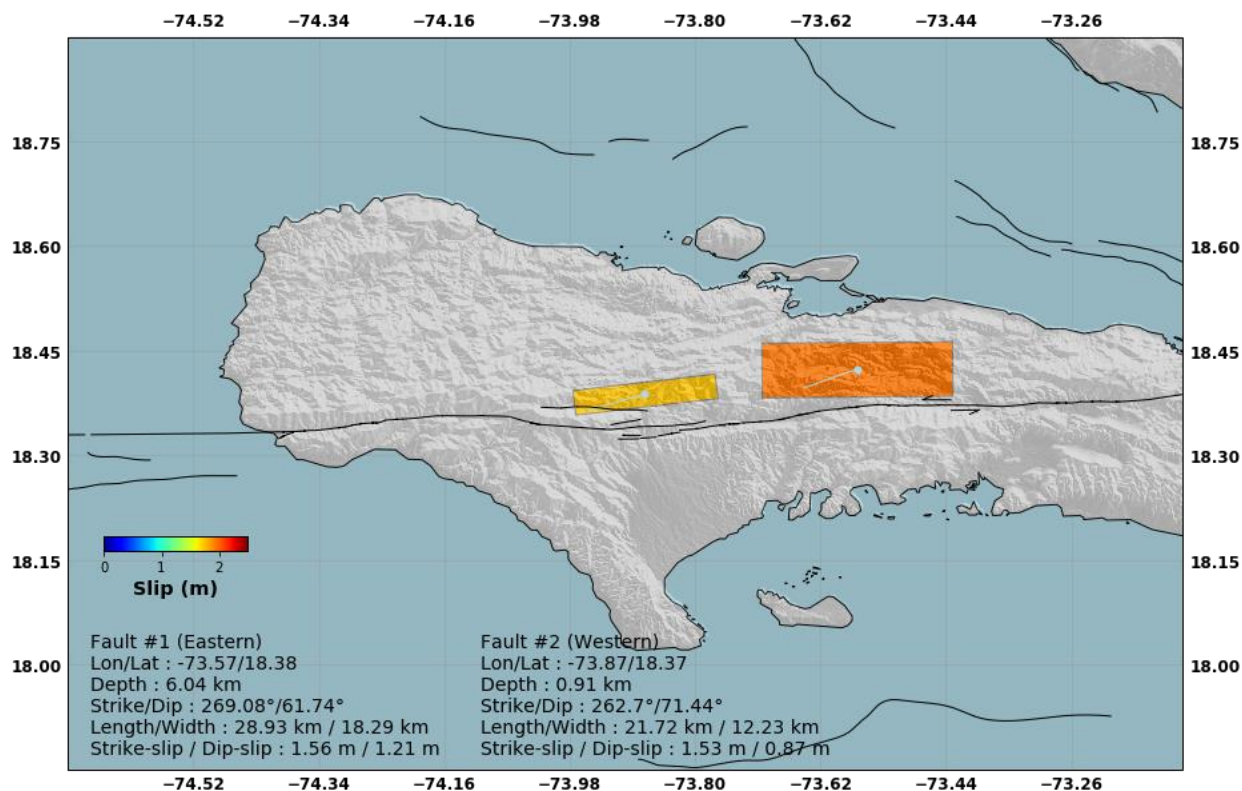 −74.52 −74.34 −74.16 −73.98 −73.80 −73.62 −73.44 −73.26
18.75 18.75
18.60 18.60
18.45 18.45
18.30 18.30
18.15 18.15
18.00 18.00
0 1 2
Slip (m)
Fault #1 (Eastern)
Lon/Lat : -73.57/18.38
Depth : 6.04 km
Strike/Dip : 269.08°/61.74°
Length/Width : 28.93 km / 18.29 km
Strike-slip / Dip-slip : 1.56 m / 1.21 m
Fault #2 (Western)
Lon/Lat : -73.87/18.37
Depth : 0.91 km
Strike/Dip : 262.7°/71.44°
Length/Width : 21.72 km / 12.23 km
Strike-slip / Dip-slip : 1.53 m / 0.87 m
−74.52 −74.34 −74.16 −73.98 −73.80 −73.62 −73.44 −73.26